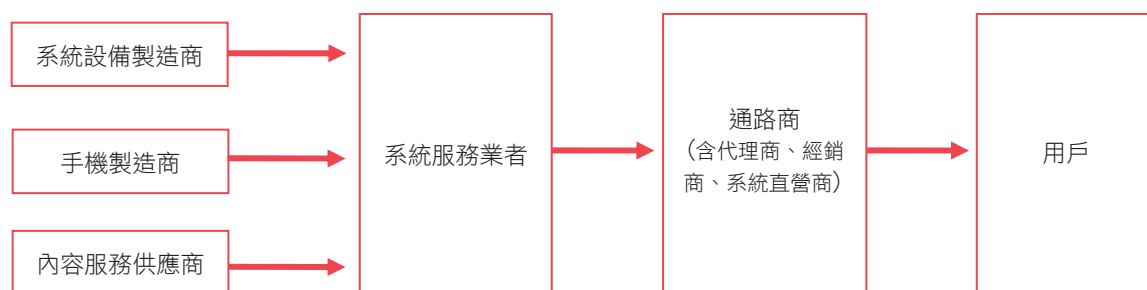 系統設備製造商
手機製造商
內容服務供應商
系統服務業者
通路商
(含代理商、經銷
商、系統直營商)
用戶